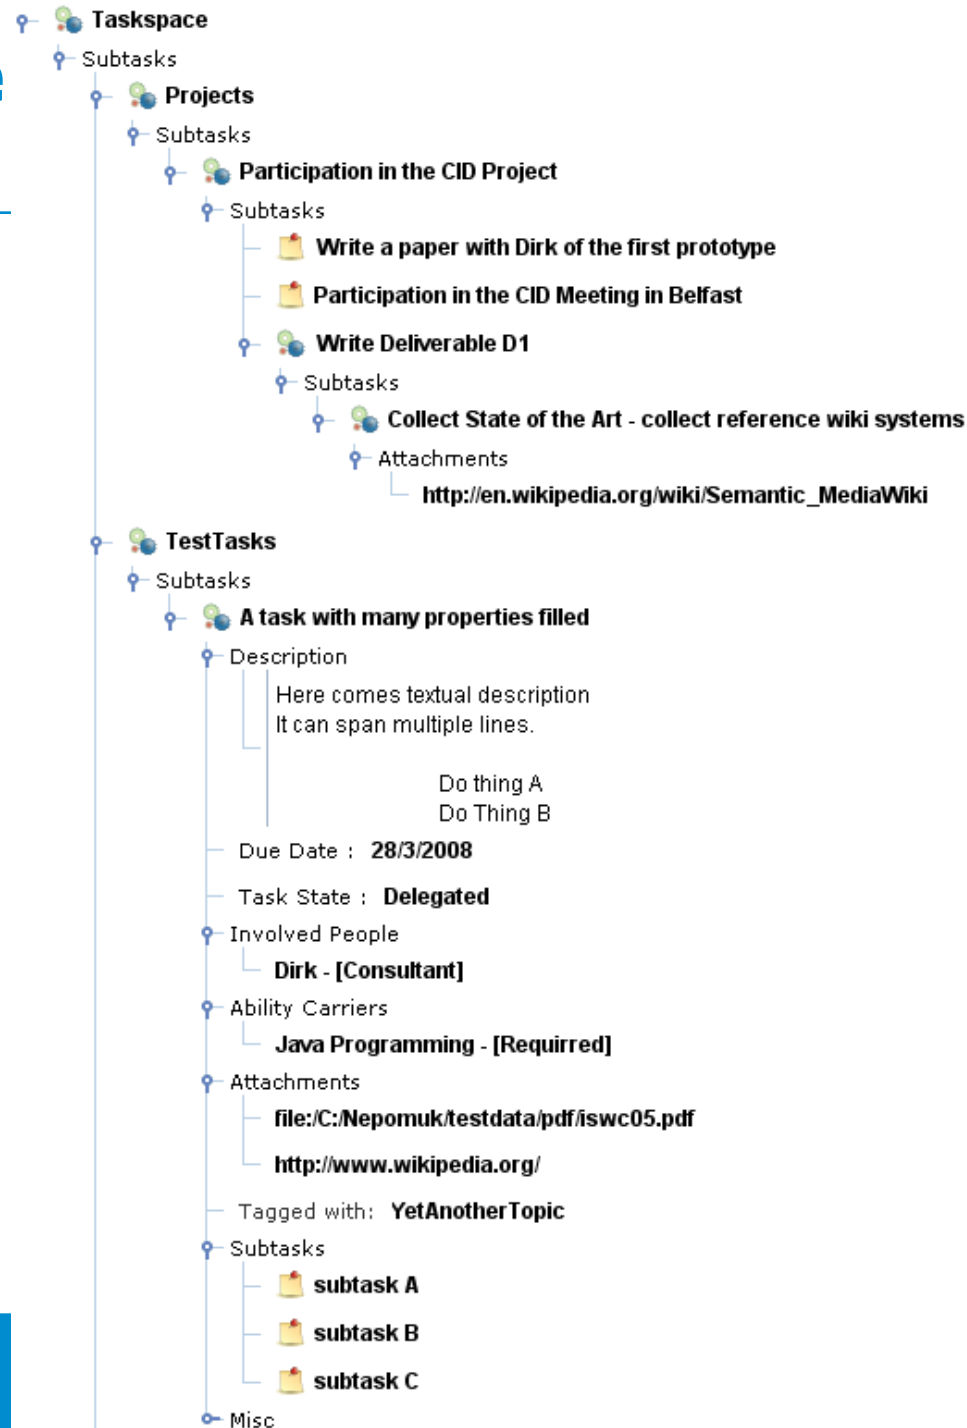 Taskspace
Subtasks
e
Projects
Subtasks
Participation in the CID Project
Subtasks
Write a paper with Dirk of the first prototype
Participation in the CID Meeting in Belfast
Write Deliverable D1
Subtasks
Collect State of the Art - collect reference wiki systems
Attachments
http://en.wikipedia.org/wiki/Semantic_MediaWiki
TestTasks
Subtasks
A task with many properties filled
Description
Here comes textual description
It can span multiple lines.
Do thing A
Do Thing B
Due Date : 28/3/2008
Task State : Delegated
Involved People
Dirk - [Consultant]
Ability Carriers
Java Programming - [Requirred]
Attachments
file:/C:/Nepomuk/testdata/pdf/iswc05.pdf
http://www.wikipedia.org/
Tagged with: YetAnotherTopic
Subtasks
subtask A
subtask B
subtask C
Misc